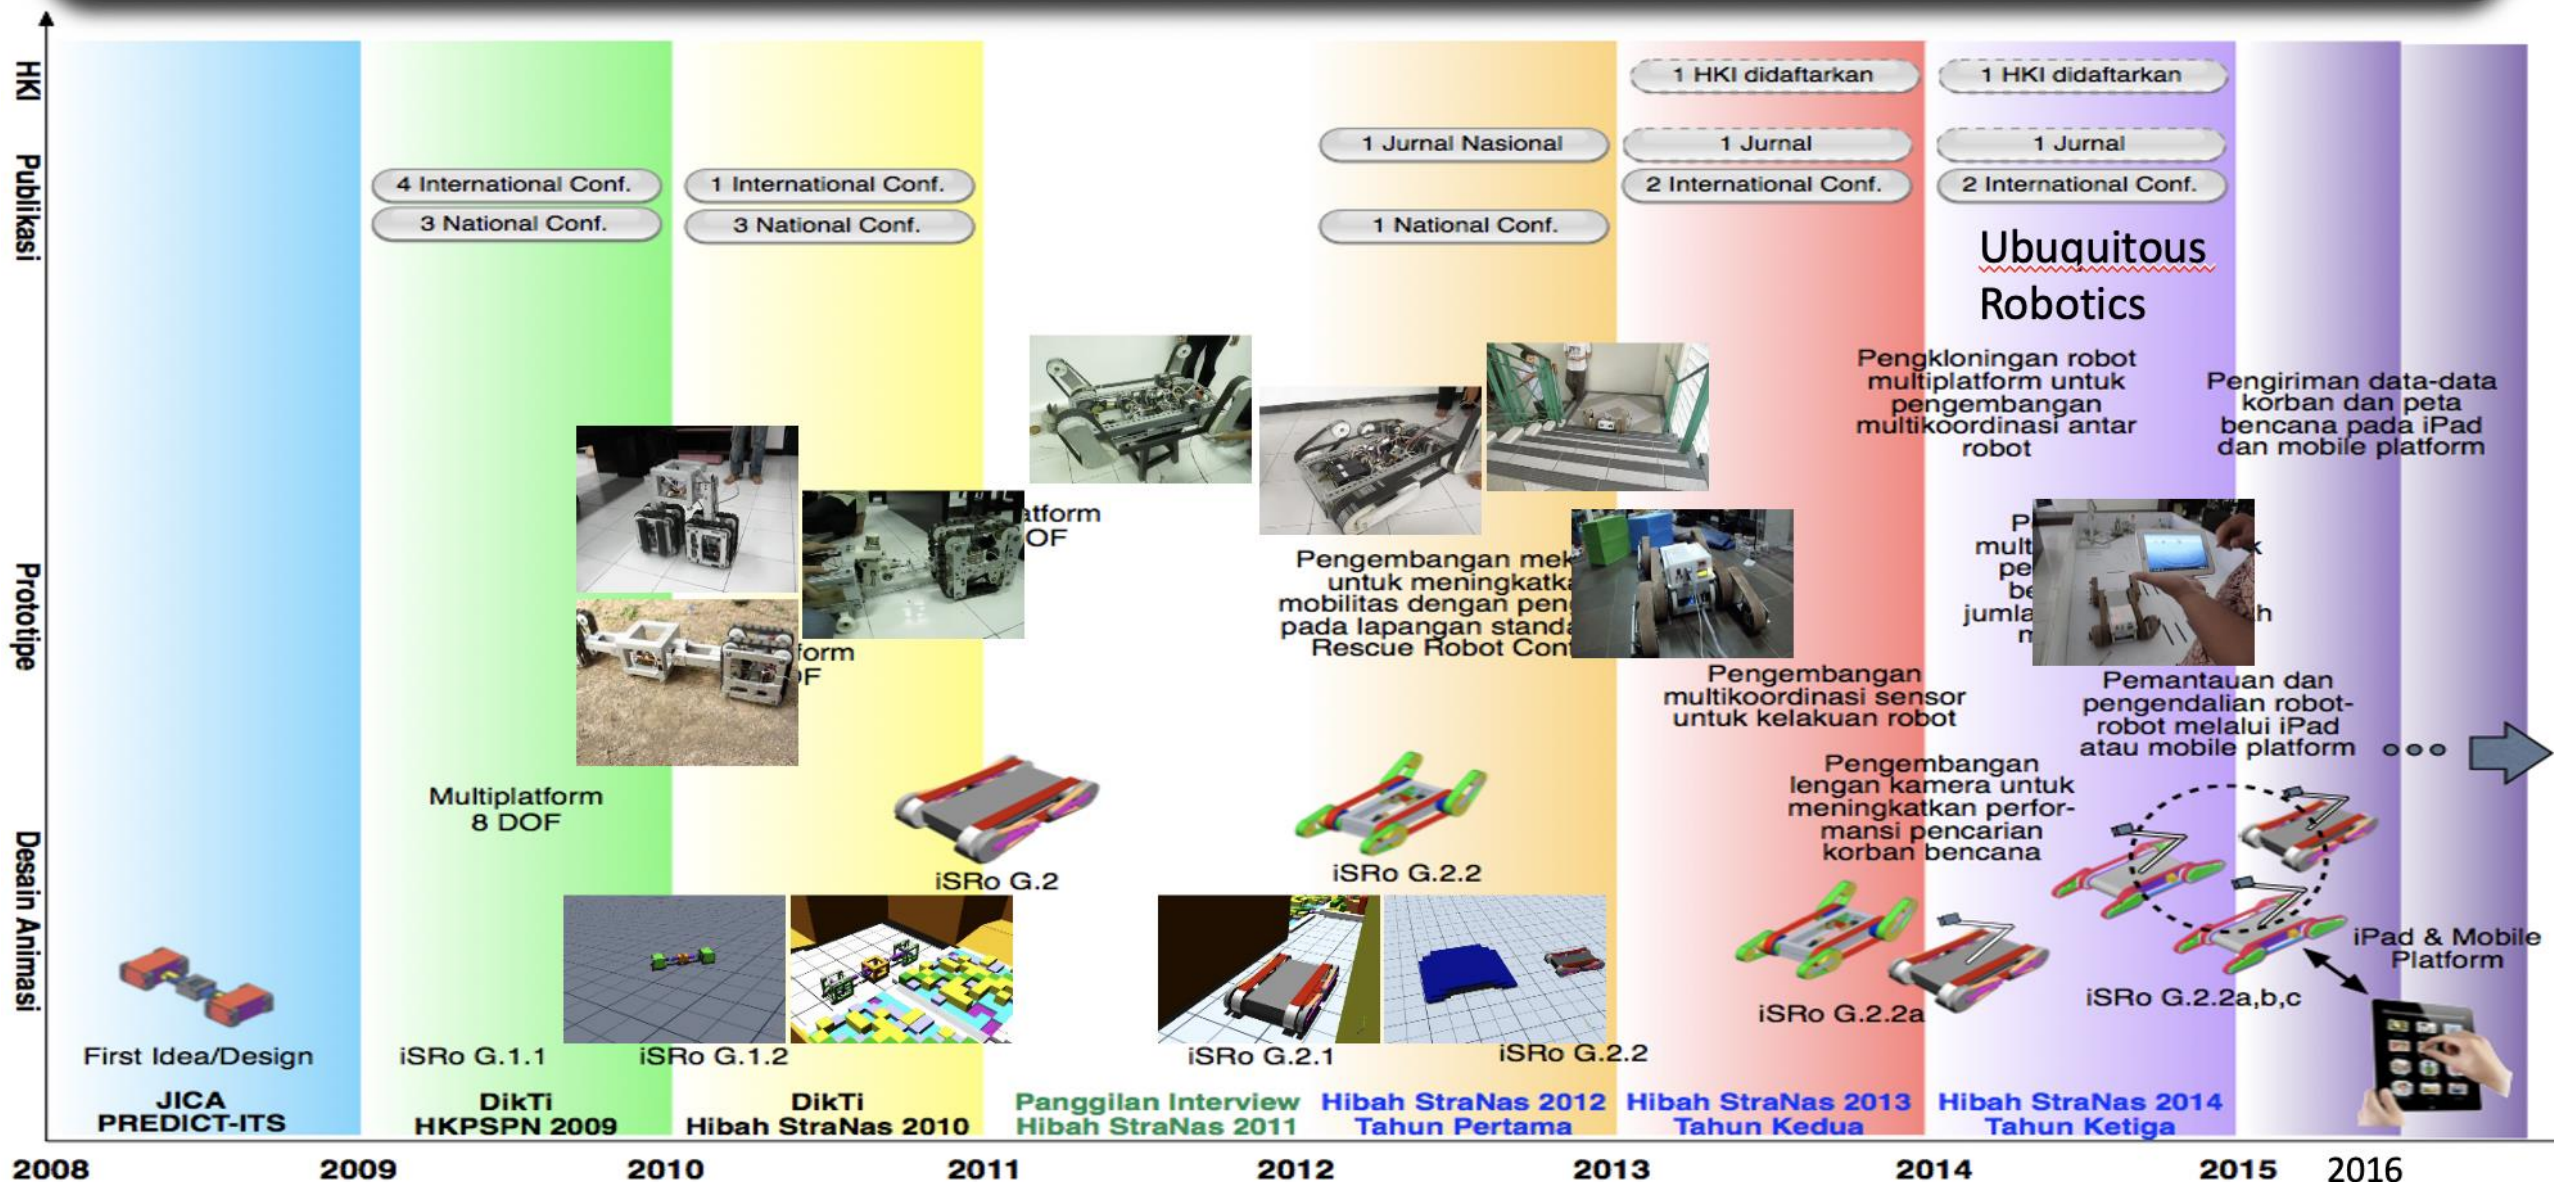 HKI
Publikasi
Prototipe
Desain Animasi
1 HKI didaftarkan
1 HKI didaftarkan
1 Jurnal Nasional
1 Jurnal
1 Jurnal
4 International Conf.
1 International Conf.
2 International Conf.
2 International Conf.
3 National Conf.
3 National Conf.
1 National Conf.
Ubuquitous
Robotics
Pengkloningan robot
multiplatform untuk
pengembangan
multikoordinasi antar
robot
Pengiriman data-data
korban dan peta
bencana pada iPad
dan mobile platform
Pengembangan
untuk
mobilitas dengan
pada lapangan
Rescue Robot
Pengembangan
multikoordinasi sensor
untuk kelakuan robot
Pemantauan dan
pengendalian robot-
robot melalui iPad
atau mobile platform
Pengembangan
lengan kamera untuk
meningkatkan perfor-
mansi pencarian
korban bencana
Multiplatform
8 DOF
iSRo G.2
iSRo G.2.2
iSRo G.2.2a
iPad & Mobile
Platform
iSRo G.2.2a,b,c
First Idea/Design
iSRo G.1.1
iSRo G.1.2
iSRo G.2.1
iSRo G.2.2
JICA
PREDICT-ITS
DikTi
HKPSPN 2009
DikTi
Hibah StraNas 2010
Panggilan Interview
Hibah StraNas 2011
Hibah StraNas 2012
Tahun Pertama
Hibah StraNas 2013
Tahun Kedua
Hibah StraNas 2014
Tahun Ketiga
2008 2009 2010 2011 2012 2013 2014 2015 2016